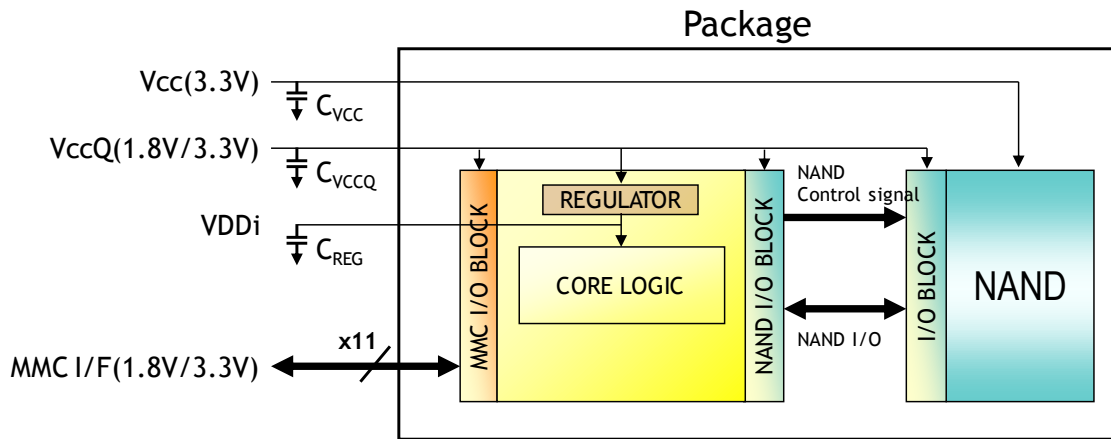 Package
Vcc(3.3V)
CVCC
VccQ(1.8V/3.3V)
CVCCQ
NAND
Control signal
REGULATOR
VDDi
CREG
CORE LOGIC
MMC I/O BLOCK
NAND I/O BLOCK
I/O BLOCK
NAND
NAND I/O
x11
MMC I/F(1.8V/3.3V)